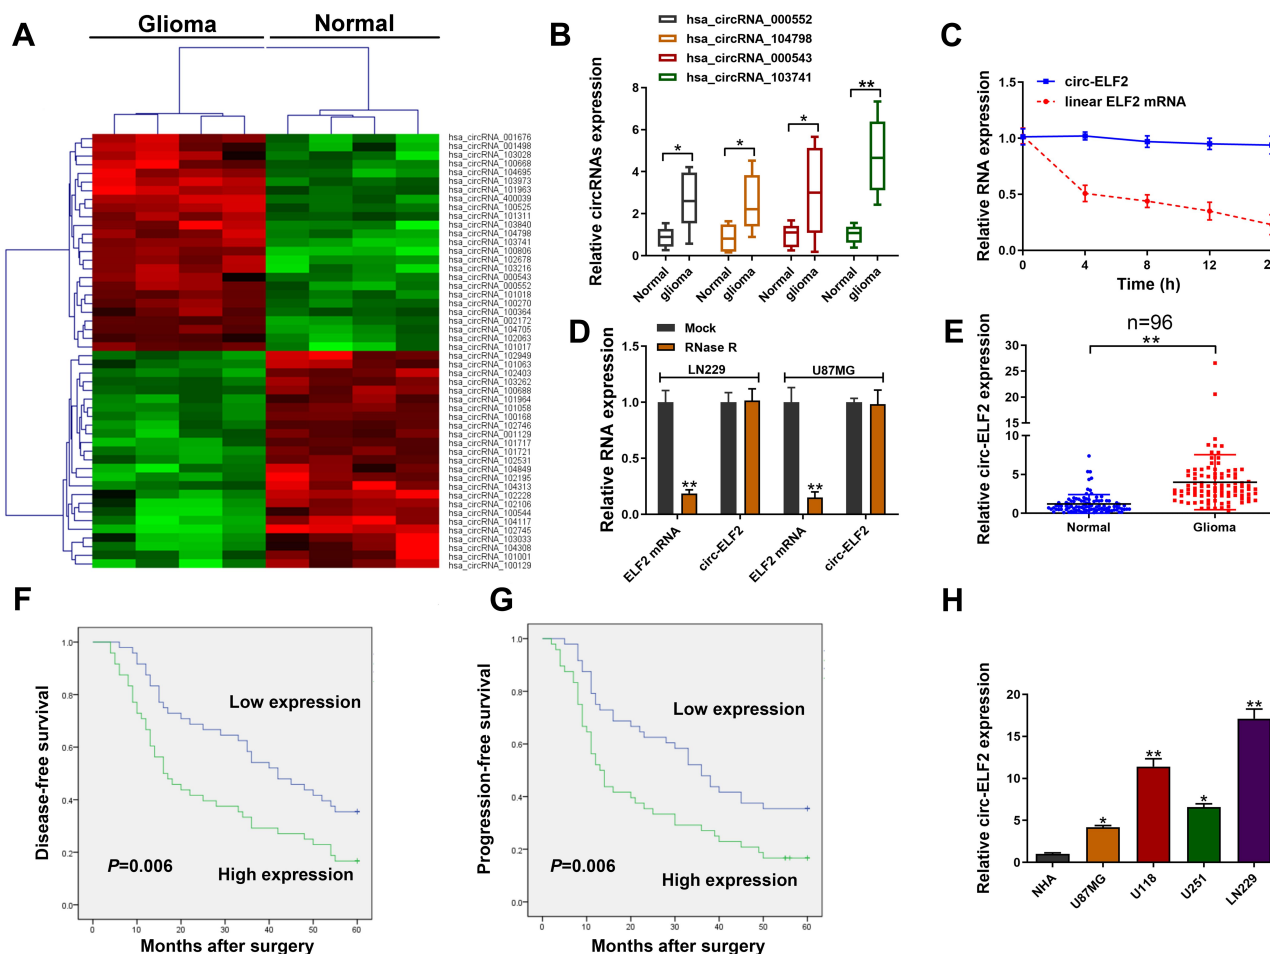 A
Glioma
Normal
hsa_circRNA_001676
hsa_circRNA_001498
hsa_circRNA_103028
hsa_circRNA_100668
hsa_circRNA_104695
hsa_circRNA_103973
hsa_circRNA_101963
hsa_circRNA_400039
hsa_circRNA_100525
hsa_circRNA_101311
hsa_circRNA_103840
hsa_circRNA_104798
hsa_circRNA_103741
hsa_circRNA_100806
hsa_circRNA_102678
hsa_circRNA_103216
hsa_circRNA_000543
hsa_circRNA_000552
hsa_circRNA_101018
hsa_circRNA_100270
hsa_circRNA_100364
hsa_circRNA_002172
hsa_circRNA_104705
hsa_circRNA_102063
hsa_circRNA_101017
hsa_circRNA_102949
hsa_circRNA_101063
hsa_circRNA_102403
hsa_circRNA_103262
hsa_circRNA_100688
hsa_circRNA_101964
hsa_circRNA_101058
hsa_circRNA_100168
hsa_circRNA_102746
hsa_circRNA_001129
hsa_circRNA_101717
hsa_circRNA_101721
hsa_circRNA_102531
hsa_circRNA_104849
hsa_circRNA_102195
hsa_circRNA_104313
hsa_circRNA_102228
hsa_circRNA_102106
hsa_circRNA_100544
hsa_circRNA_104117
hsa_circRNA_102745
hsa_circRNA_103033
hsa_circRNA_104308
hsa_circRNA_101001
hsa_circRNA_100129
B
hsa_circRNA_000552
hsa_circRNA_104798
hsa_circRNA_000543
hsa_circRNA_103741
Relative circRNAs expression
8
6
4
2
0
*
*
*
**
Normal
glioma
Normal
glioma
Normal
glioma
Normal
glioma
C
circ-ELF2
linear ELF2 mRNA
Relative RNA expression
1.5
1.0
0.5
0.0
0
4
8
12
Time (h)
D
Mock
RNase R
Relative RNA expression
1.5
1.0
0.5
0.0
LN229
U87MG
**
**
ELF2 mRNA
circ-ELF2
ELF2 mRNA
circ-ELF2
E
n=96
**
Relative circ-ELF2 expression
30
25
20
15
10
5
0
Normal
Glioma
F
Disease-free survival
1.0
0.8
0.6
0.4
0.2
0.0
Low expression
High expression
P=0.006
0
10
20
30
40
50
60
Months after surgery
G
Progression-free survival
1.0
0.8
0.6
0.4
0.2
0.0
Low expression
High expression
P=0.006
0
10
20
30
40
50
60
Months after surgery
H
Relative circ-ELF2 expression
20
15
10
5
0
*
**
*
**
NHA
U87MG
U118
U251
LN229